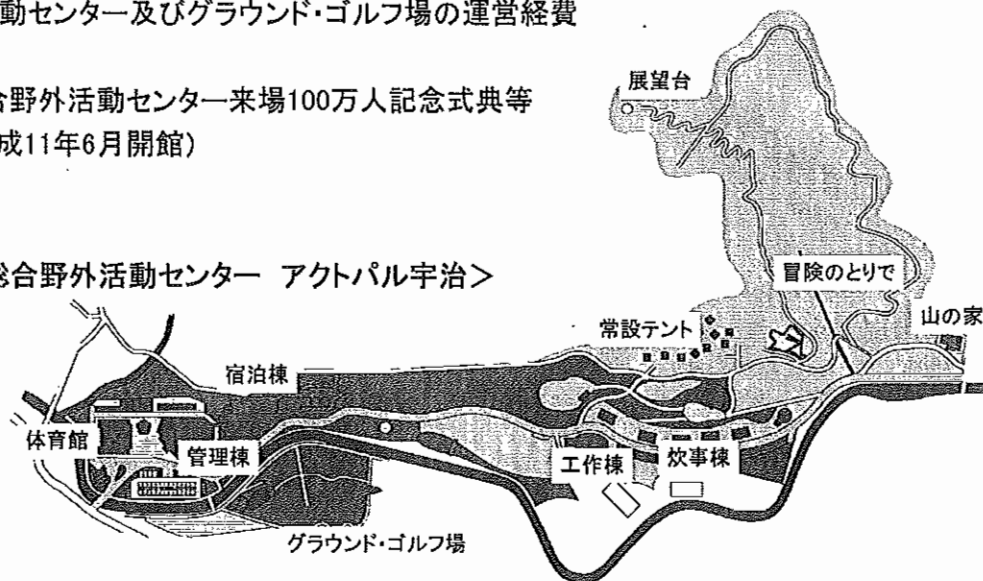 動センター及びグラウンド・ゴルフ場の運営経費
合野外活動センター来場100万人記念式典等
成11年6月開館）
総合野外活動センター アクトパル宇治＞
展望台
冒険のとりで
山の家
常設テント
宿泊棟
体育館
管理棟
工作棟
炊事棟
グラウンド・ゴルフ場